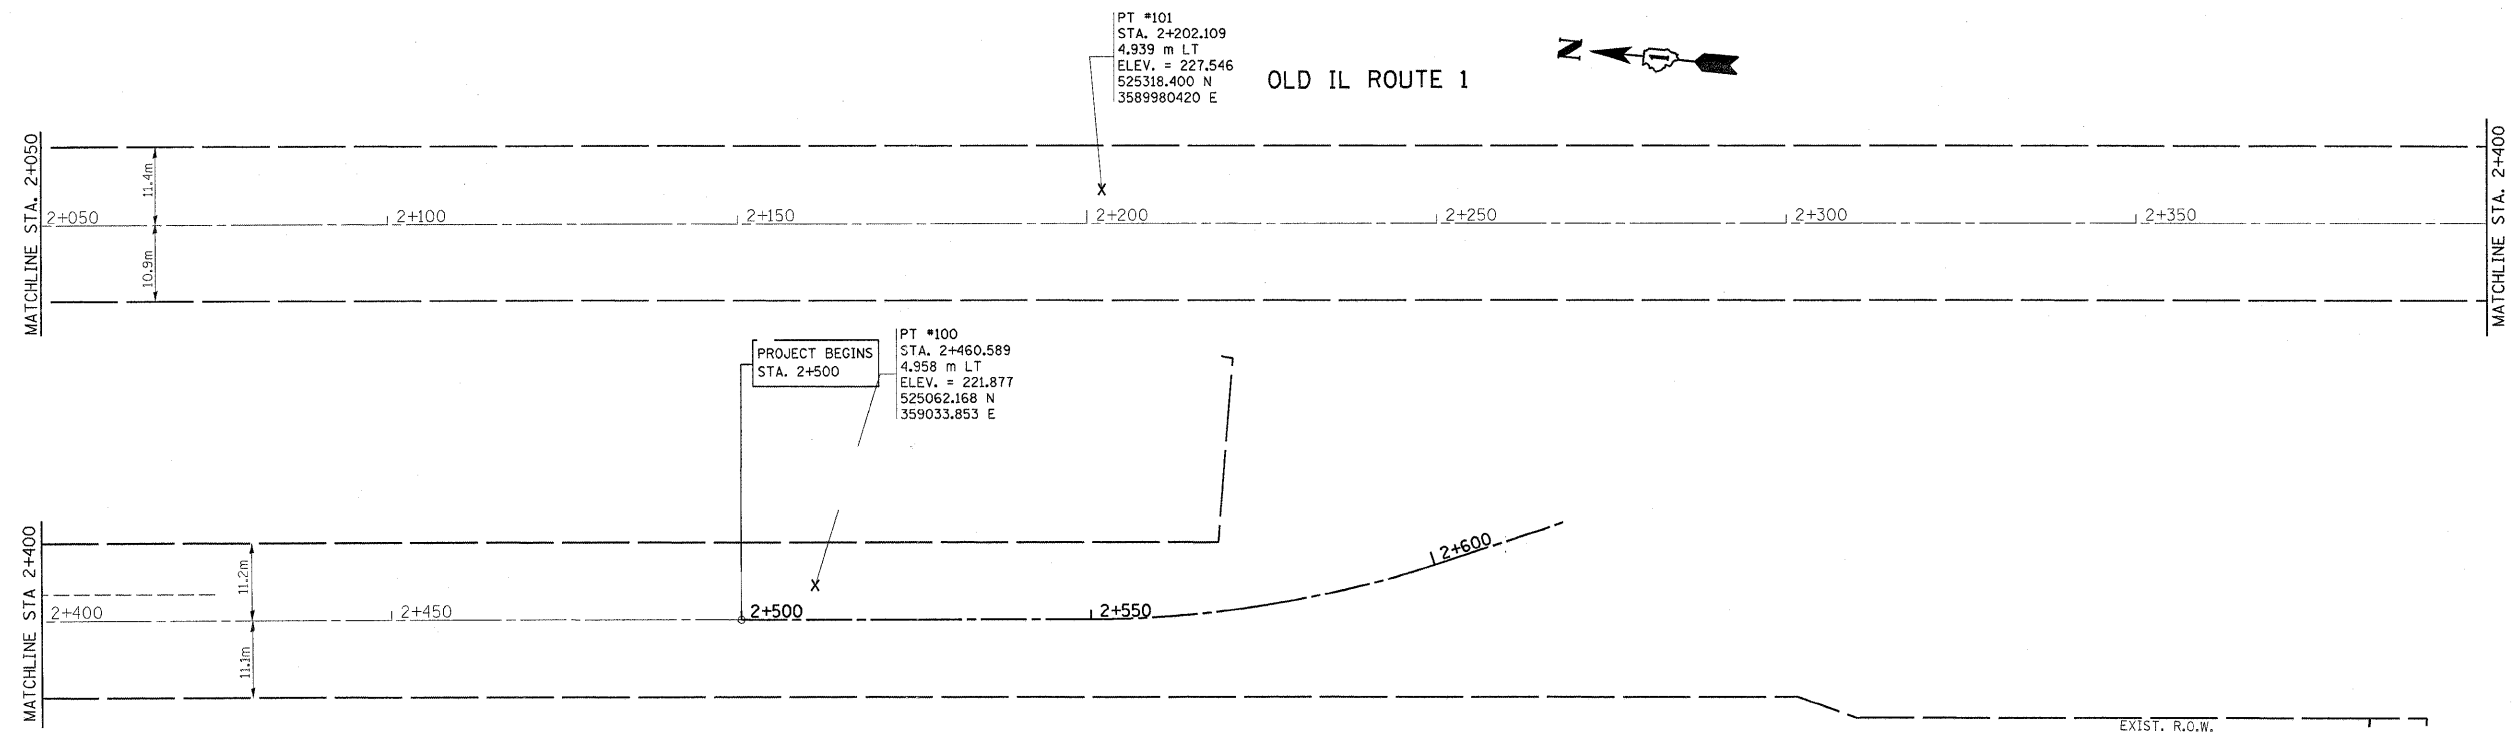 PT #101
STA. 2+202.109
4.939 m LT
ELEV. = 227.546
525318.400 N
3589980420 E
OLD IL ROUTE 1
N
1
MATCHLINE STA. 2+050
11.4m
10.9m
2+050
2+100
2+150
2+200
2+250
2+300
2+350
MATCHLINE STA. 2+400
PROJECT BEGINS
STA. 2+500
PT #100
STA. 2+460.589
4.958 m LT
ELEV. = 221.877
525062.168 N
359033.853 E
MATCHLINE STA 2+400
11.2m
11.1m
2+400
2+450
2+500
2+550
2+600
EXIST. R.O.W.